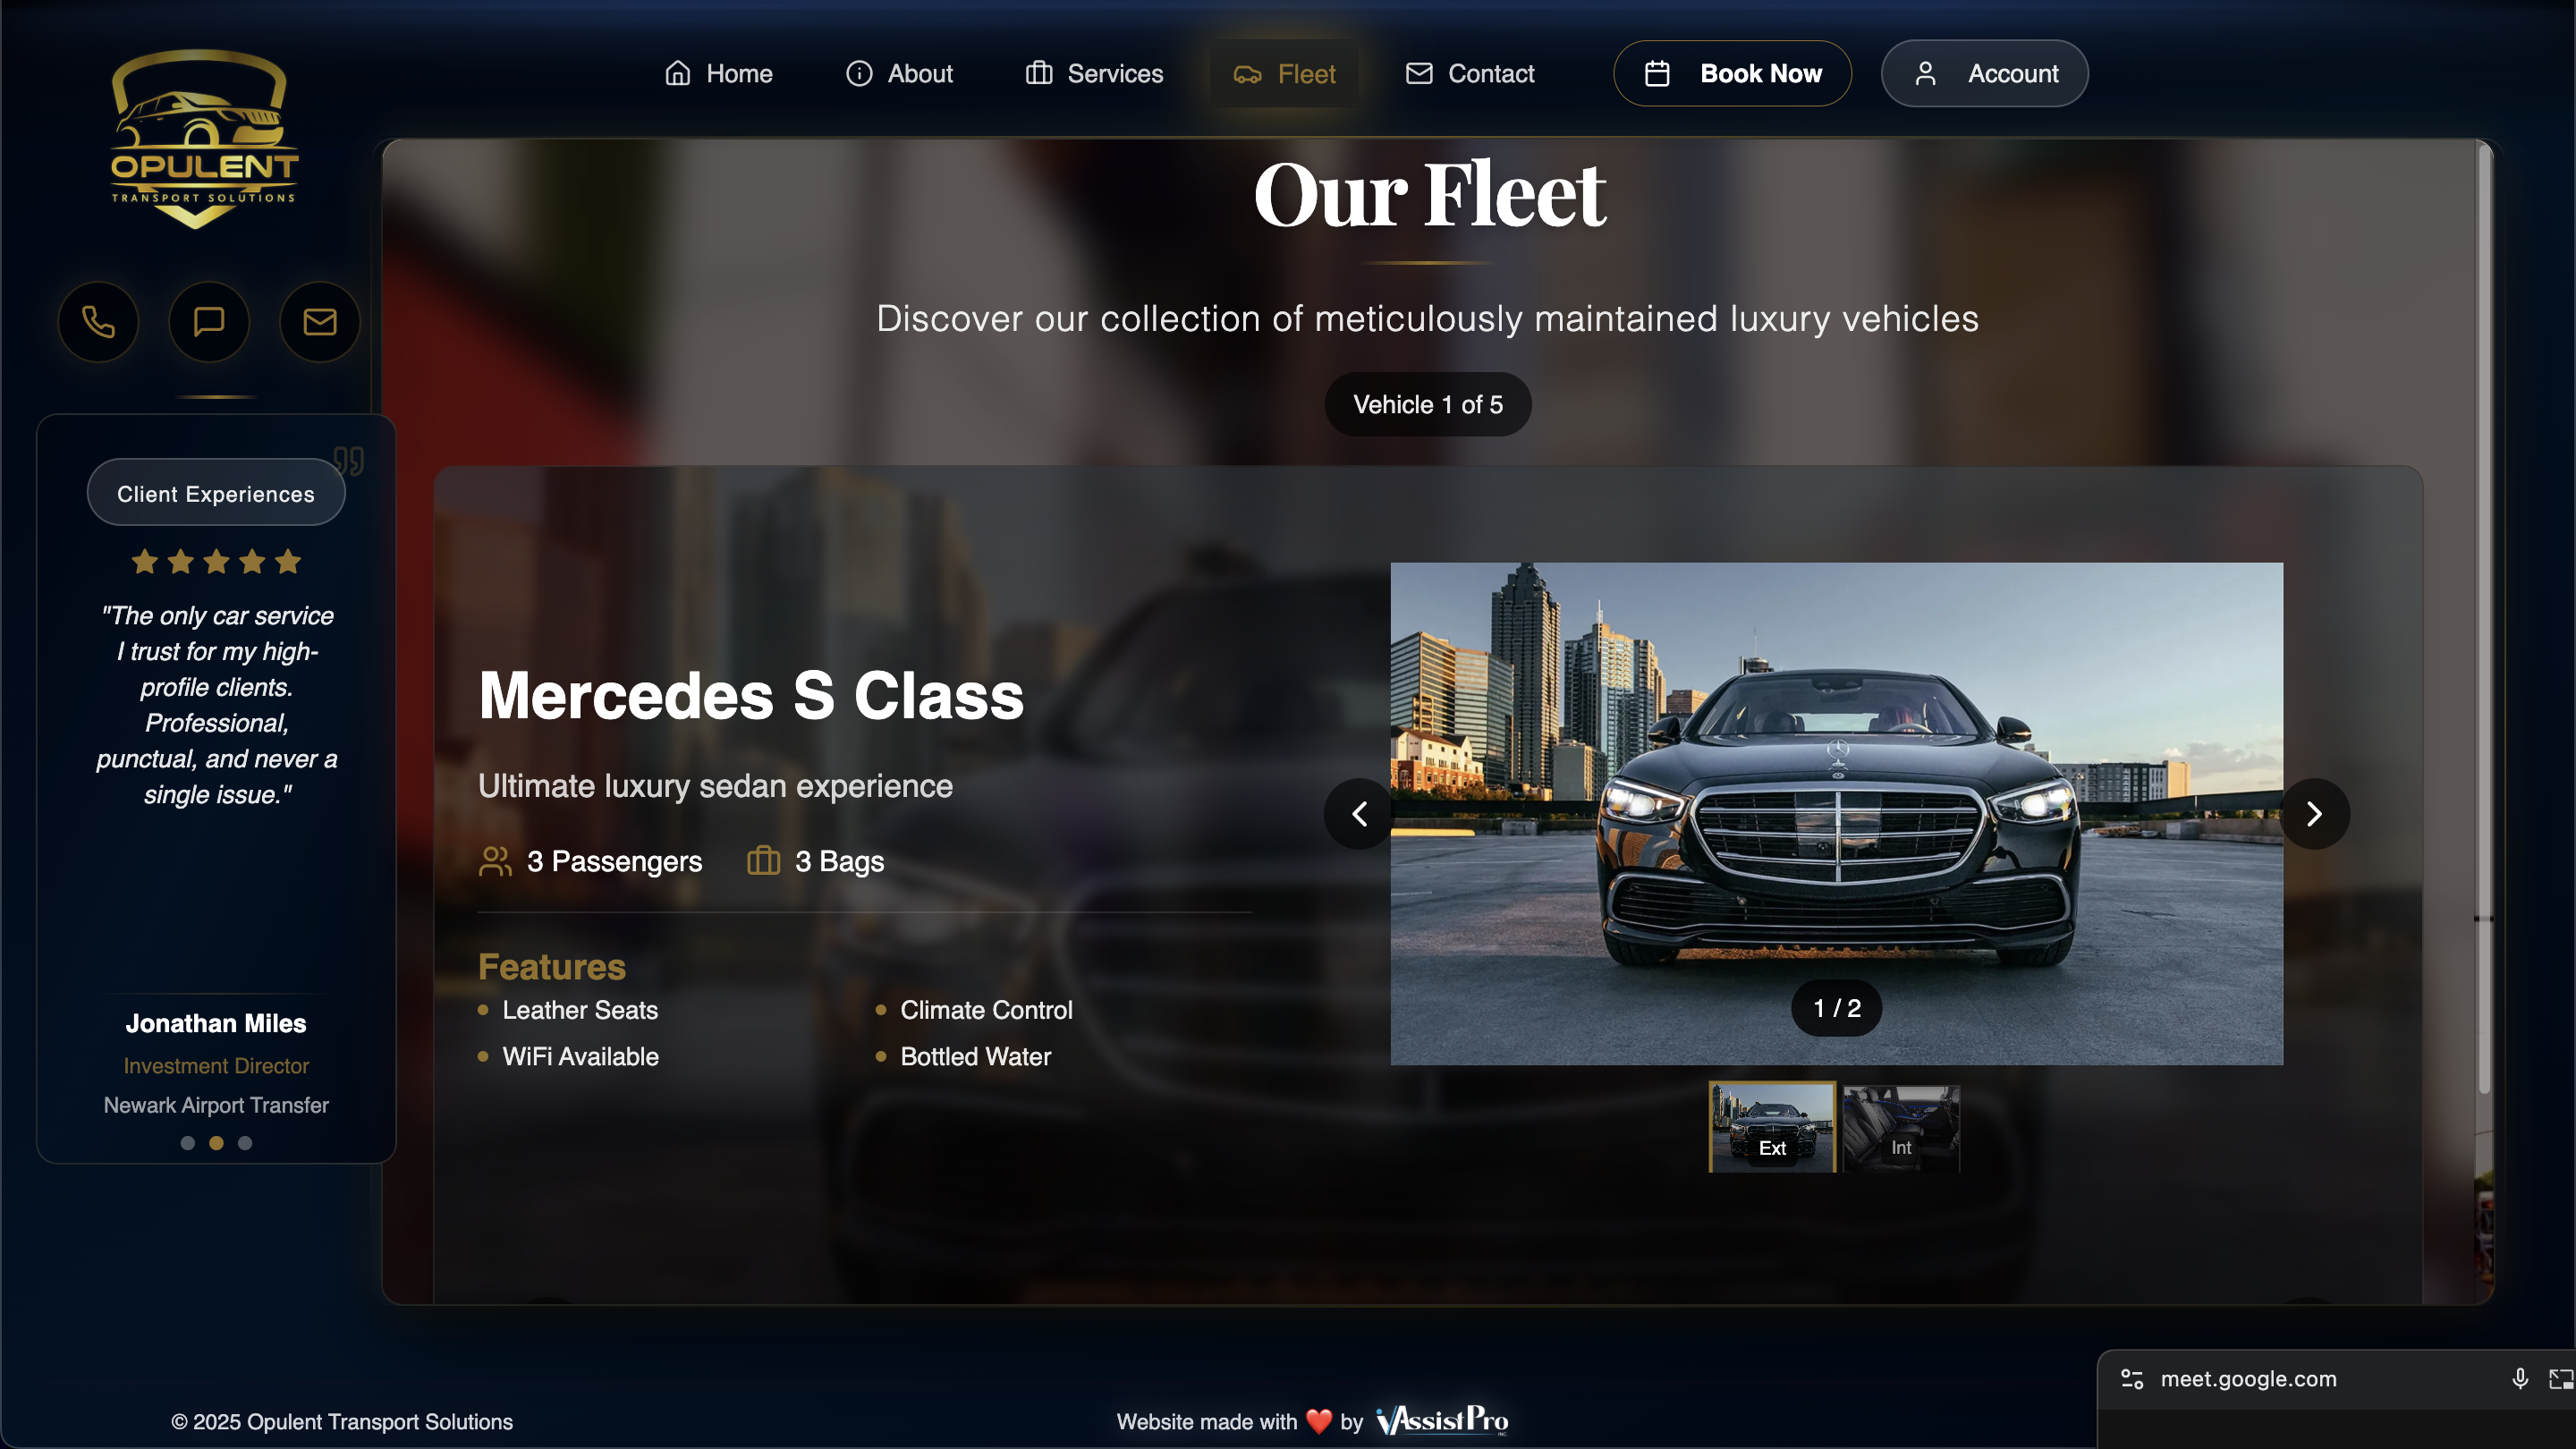 OPULENT
TRANSPORT SOLUTIONS
Home
About
Services
Fleet
Contact
Book Now
Account
Our Fleet
Discover our collection of meticulously maintained luxury vehicles
Vehicle 1 of 5
Client Experiences
"The only car service
I trust for my high-
profile clients.
Professional,
punctual, and never a
single issue."
Jonathan Miles
Investment Director
Newark Airport Transfer
Mercedes S Class
Ultimate luxury sedan experience
3 Passengers
3 Bags
Features
Leather Seats
Climate Control
WiFi Available
Bottled Water
1 / 2
Ext
Int
© 2025 Opulent Transport Solutions
Website made with ❤️ by VAssistPro
INC.
meet.google.com